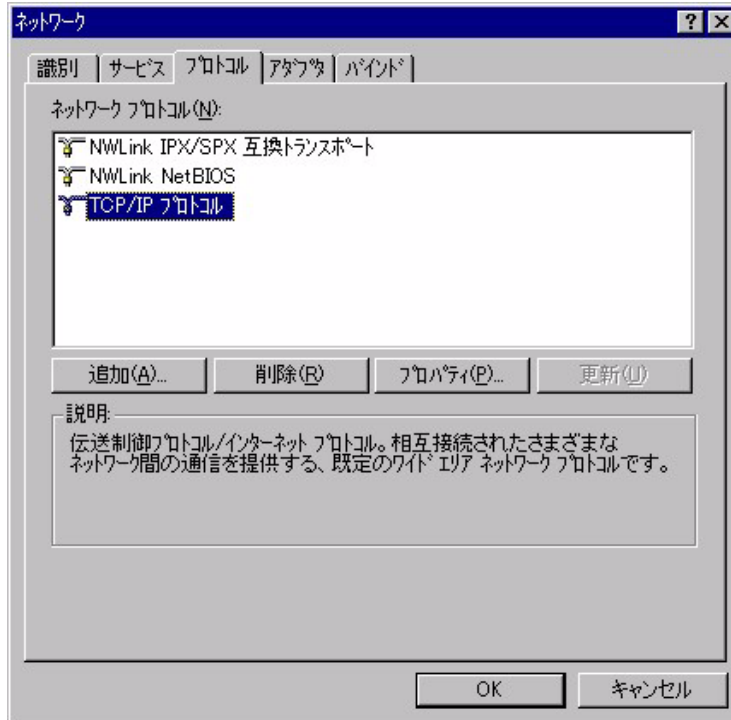 ネットワーク
識別 サービス プロトコル アダプタ バインド
ネットワーク プロトコル(N):
NWLink IPX/SPX 互換トランスポート
NWLink NetBIOS
TCP/IP プロトコル
追加(A)... 削除(R) プロパティ(P)... 更新(U)
説明:
伝送制御プロトコル/インターネット プロトコル。相互接続されたさまざまな
ネットワーク間の通信を提供する、既定のワイド エリア ネットワーク プロトコルです。
OK キャンセル